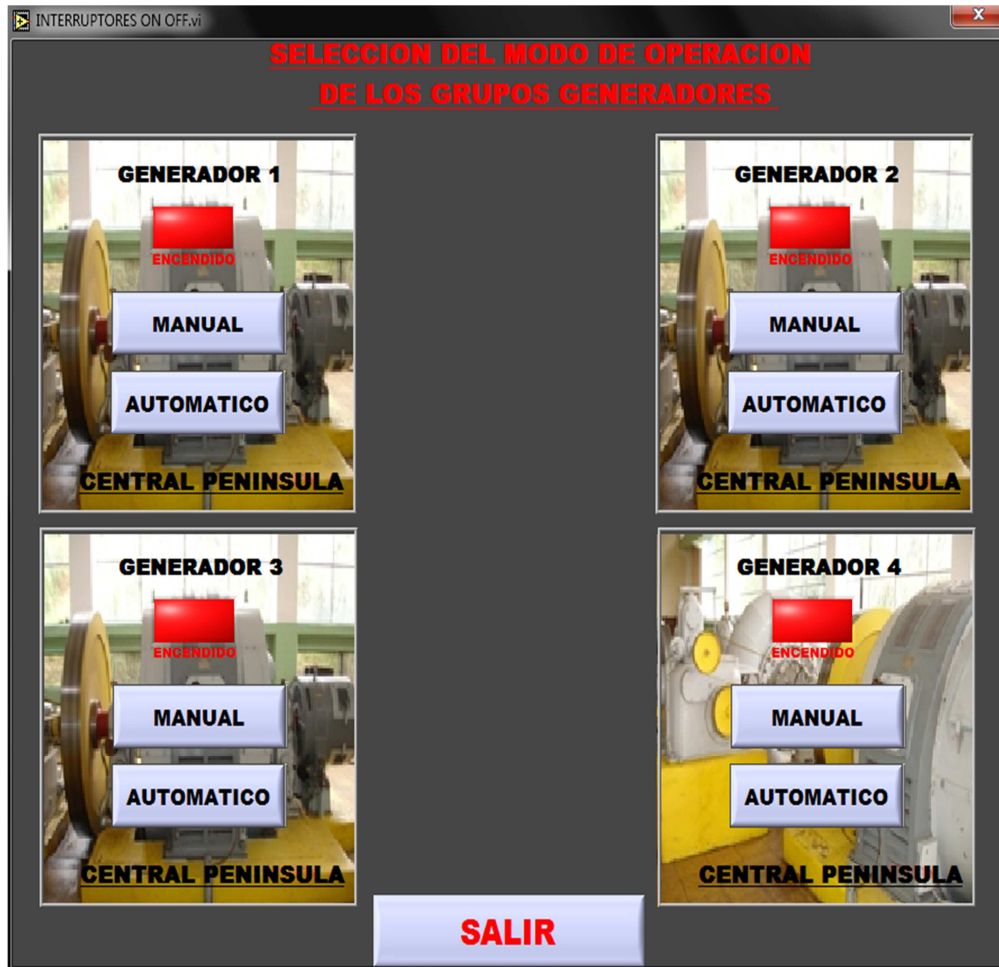 INTERRUPTORES ON OFF.vi
SELECCION DEL MODO DE OPERACION
DE LOS GRUPOS GENERADORES
GENERADOR 1
ENCENDIDO
MANUAL
AUTOMATICO
CENTRAL PENINSULA
GENERADOR 2
ENCENDIDO
MANUAL
AUTOMATICO
CENTRAL PENINSULA
GENERADOR 3
ENCENDIDO
MANUAL
AUTOMATICO
CENTRAL PENINSULA
GENERADOR 4
ENCENDIDO
MANUAL
AUTOMATICO
CENTRAL PENINSULA
SALIR